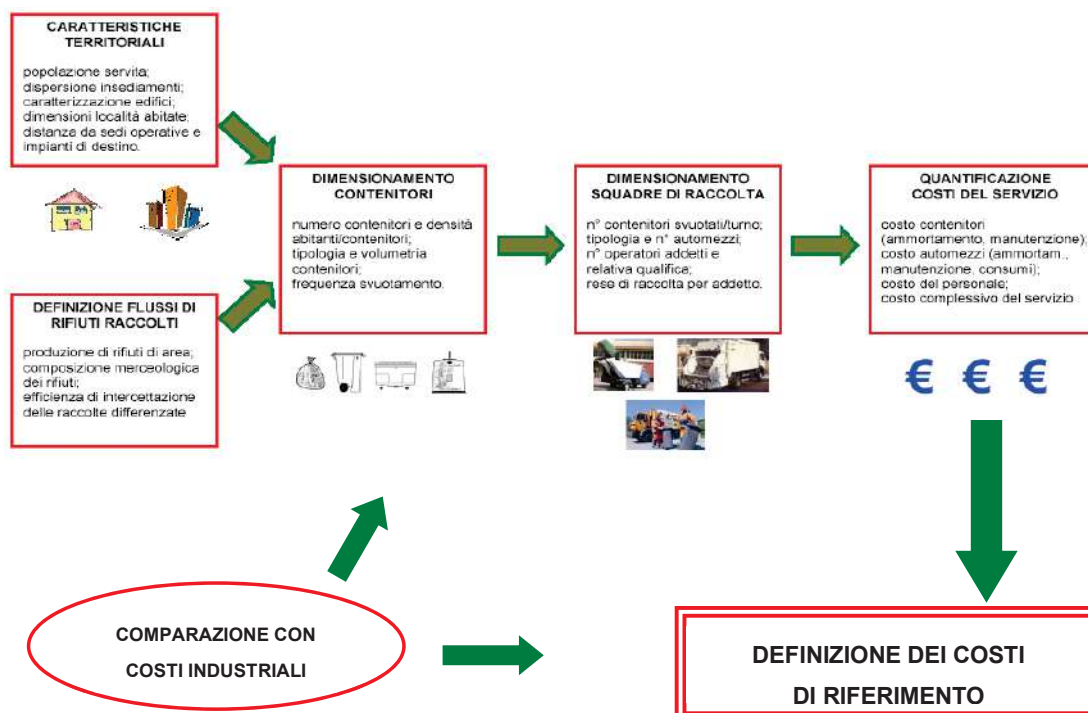 CARATTERISTICHE
TERRITORIALI
popolazione servita;
dispersione insediamenti;
caratterizzazione edifici;
dimensioni località abitate;
distanza da sedi operative e
impianti di destino.
DEFINIZIONE FLUSSI DI
RIFIUTI RACCOLTI
produzione di rifiuti di area;
composizione merceologica
dei rifiuti;
efficienza di intercettazione
delle raccolte differenzate
DIMENSIONAMENTO
CONTENITORI
numero contenitori e densità
abitanti/contenitori;
tipologia e volumetria
contenitori;
frequenza svuotamento.
DIMENSIONAMENTO
SQUADRE DI RACCOLTA
n° contenitori svuotati/turno;
tipologia e n° automezzi;
n° operatori addetti e
relativa qualifica;
rese di raccolta per addetto.
QUANTIFICAZIONE
COSTI DEL SERVIZIO
costo contenitori
(ammortamento, manutenzione);
costo automezzi (ammortam.,
manutenzione, consumi);
costo del personale;
costo complessivo del servizio
€ € €
COMPARAZIONE CON
COSTI INDUSTRIALI
DEFINIZIONE DEI COSTI
DI RIFERIMENTO